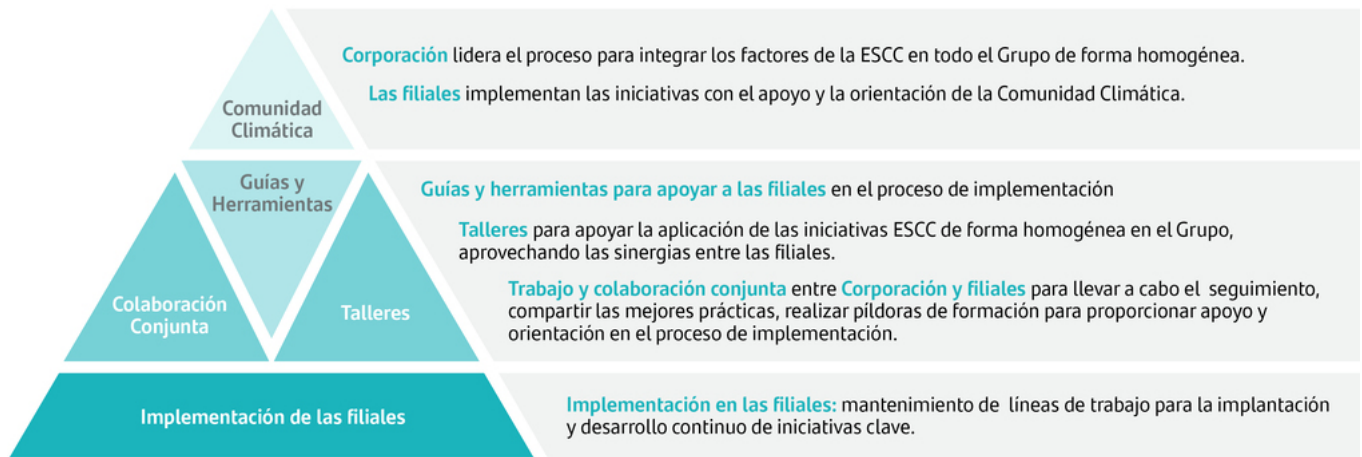 Corporación lidera el proceso para integrar los factores de la ESCC en todo el Grupo de forma homogénea.
Las filiales implementan las iniciativas con el apoyo y la orientación de la Comunidad Climática.
Comunidad
Climática
Guías y
Herramientas
Guías y herramientas para apoyar a las filiales en el proceso de implementación
Talleres para apoyar la aplicación de las iniciativas ESCC de forma homogénea en el Grupo,
aprovechando las sinergias entre las filiales.
Colaboración
Conjunta
Talleres
Trabajo y colaboración conjunta entre Corporación y filiales para llevar a cabo el seguimiento,
compartir las mejores prácticas, realizar píldoras de formación para proporcionar apoyo y
orientación en el proceso de implementación.
Implementación de las filiales
Implementación en las filiales: mantenimiento de líneas de trabajo para la implantación
y desarrollo continuo de iniciativas clave.